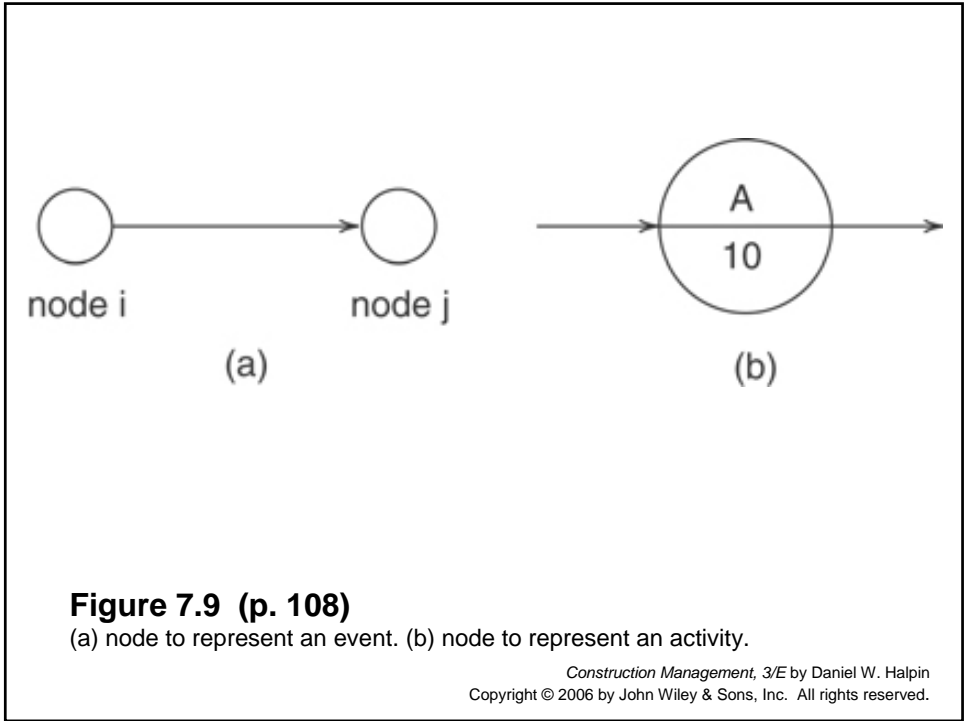 node i
node j
(a)
A
10
(b)
Figure 7.9 (p. 108)
(a) node to represent an event. (b) node to represent an activity.
Construction Management, 3/E by Daniel W. Halpin
Copyright © 2006 by John Wiley & Sons, Inc. All rights reserved.